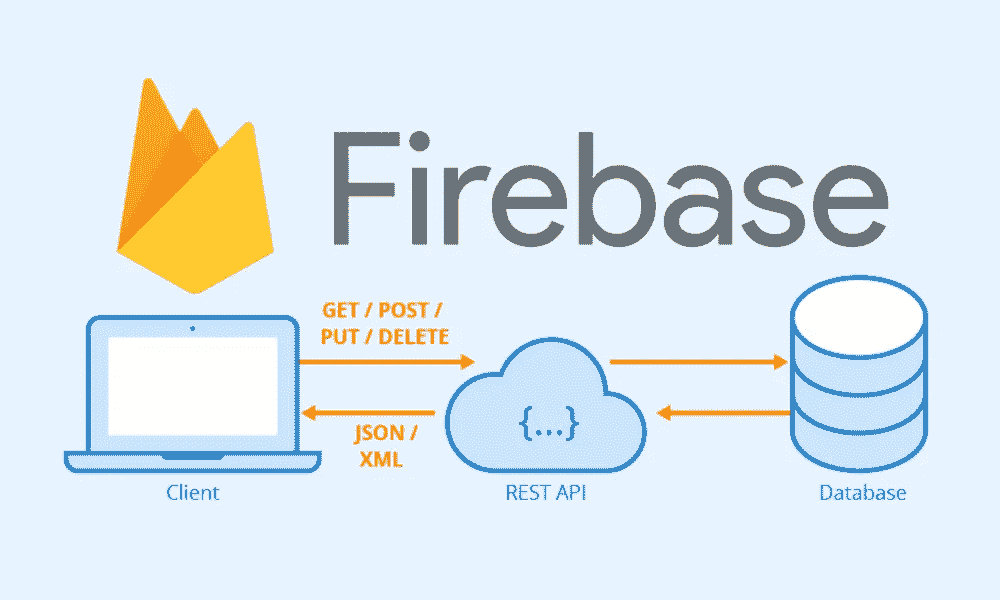 Firebase
GET / POST /
PUT / DELETE
{...}
JSON /
XML
Client
REST API
Database